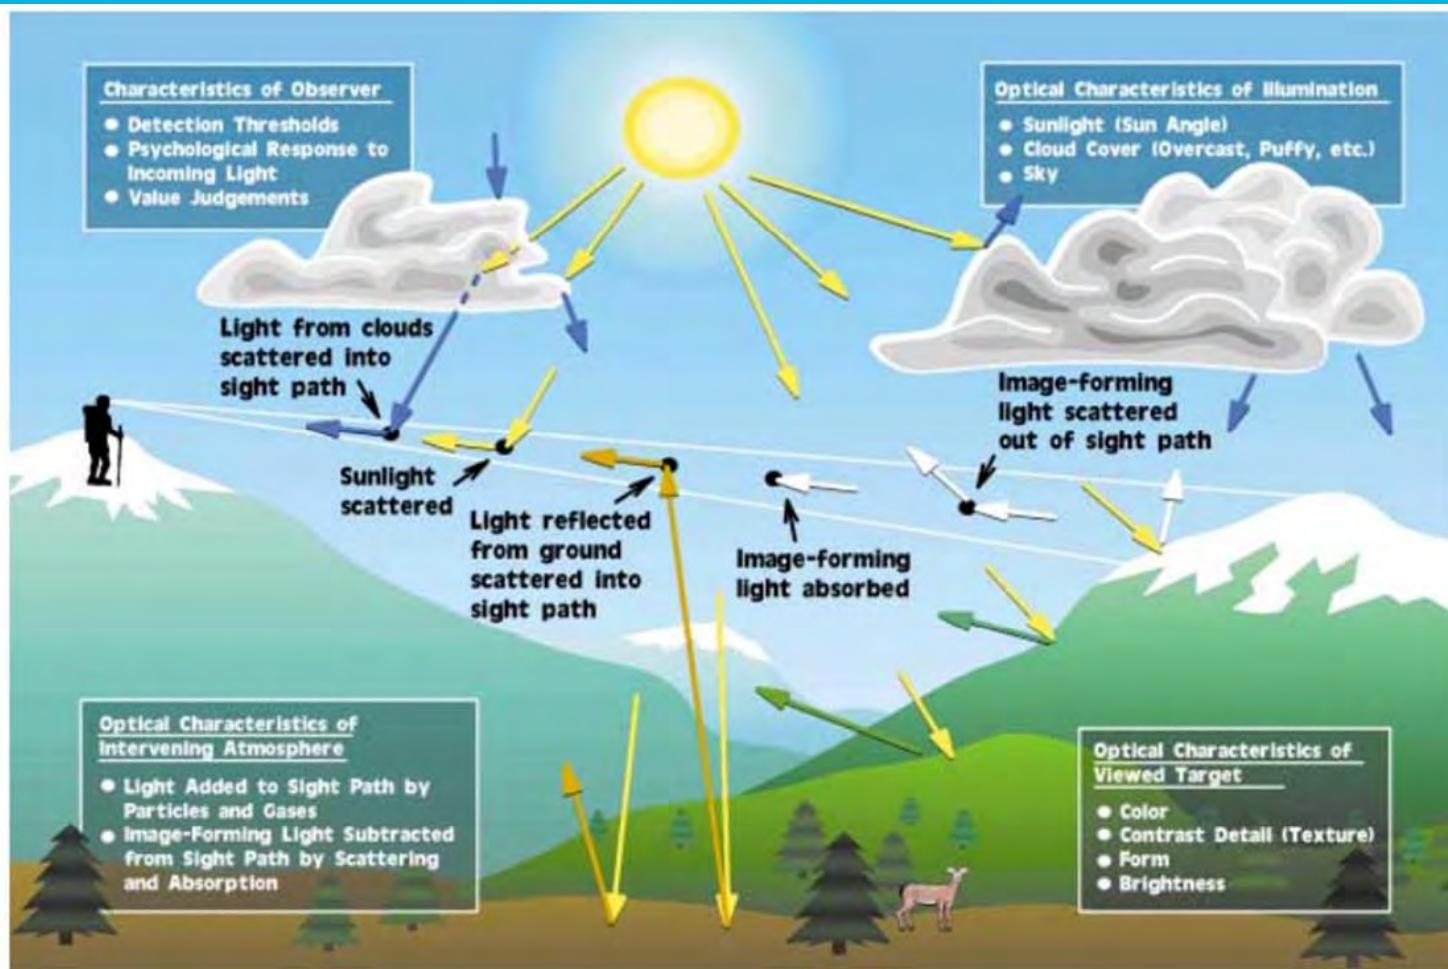 Characteristics of Observer
● Detection Thresholds
● Psychological Response to
Incoming Light
● Value Judgements
Optical Characteristics of Illumination
● Sunlight (Sun Angle)
● Cloud Cover (Overcast, Puffy, etc.)
● Sky
Light from clouds
scattered into
sight path
Sunlight
scattered
Light reflected
from ground
scattered into
sight path
Image-forming
light absorbed
Image-forming
light scattered
out of sight path
Optical Characteristics of
Intervening Atmosphere
● Light Added to Sight Path by
Particles and Gases
● Image-Forming Light Subtracted
from Sight Path by Scattering
and Absorption
Optical Characteristics of
Viewed Target
● Color
● Contrast Detail (Texture)
● Form
● Brightness